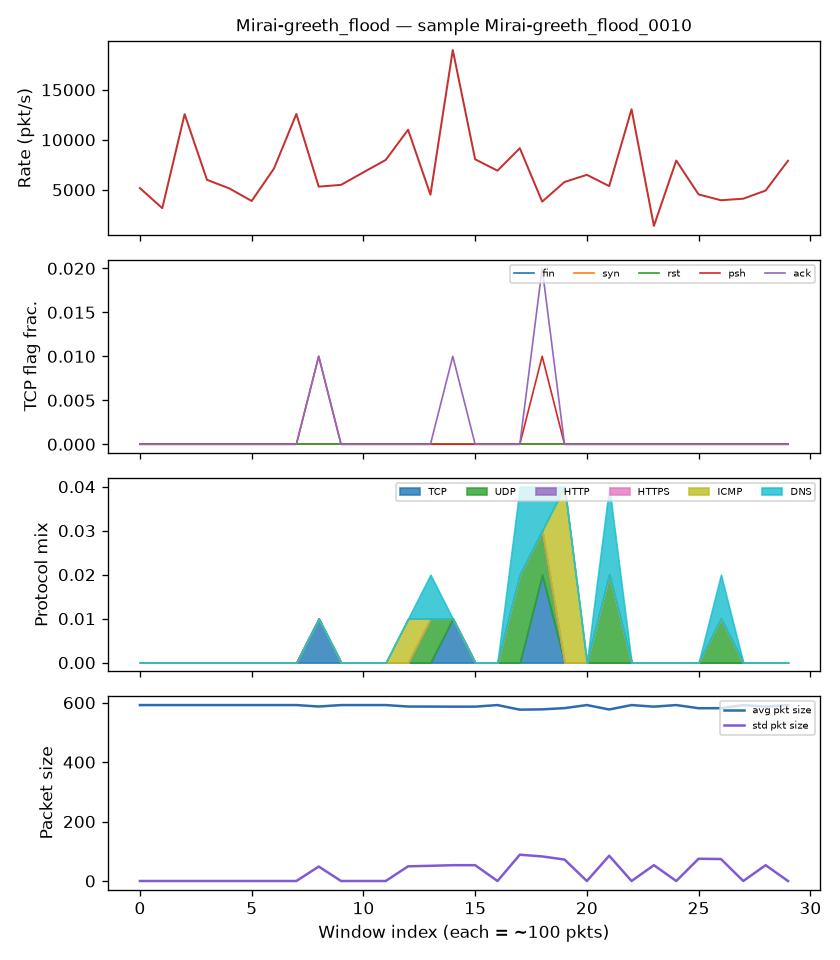 Mirai-greeth_flood — sample Mirai-greeth_flood_0010
Rate (pkt/s)
15000
10000
5000
TCP flag frac.
0.020
0.015
0.010
0.005
0.000
fin syn rst psh ack
Protocol mix
0.04
0.03
0.02
0.01
0.00
TCP UDP HTTP HTTPS ICMP DNS
Packet size
600
400
200
0
avg pkt size
std pkt size
0 5 10 15 20 25 30
Window index (each = ~100 pkts)